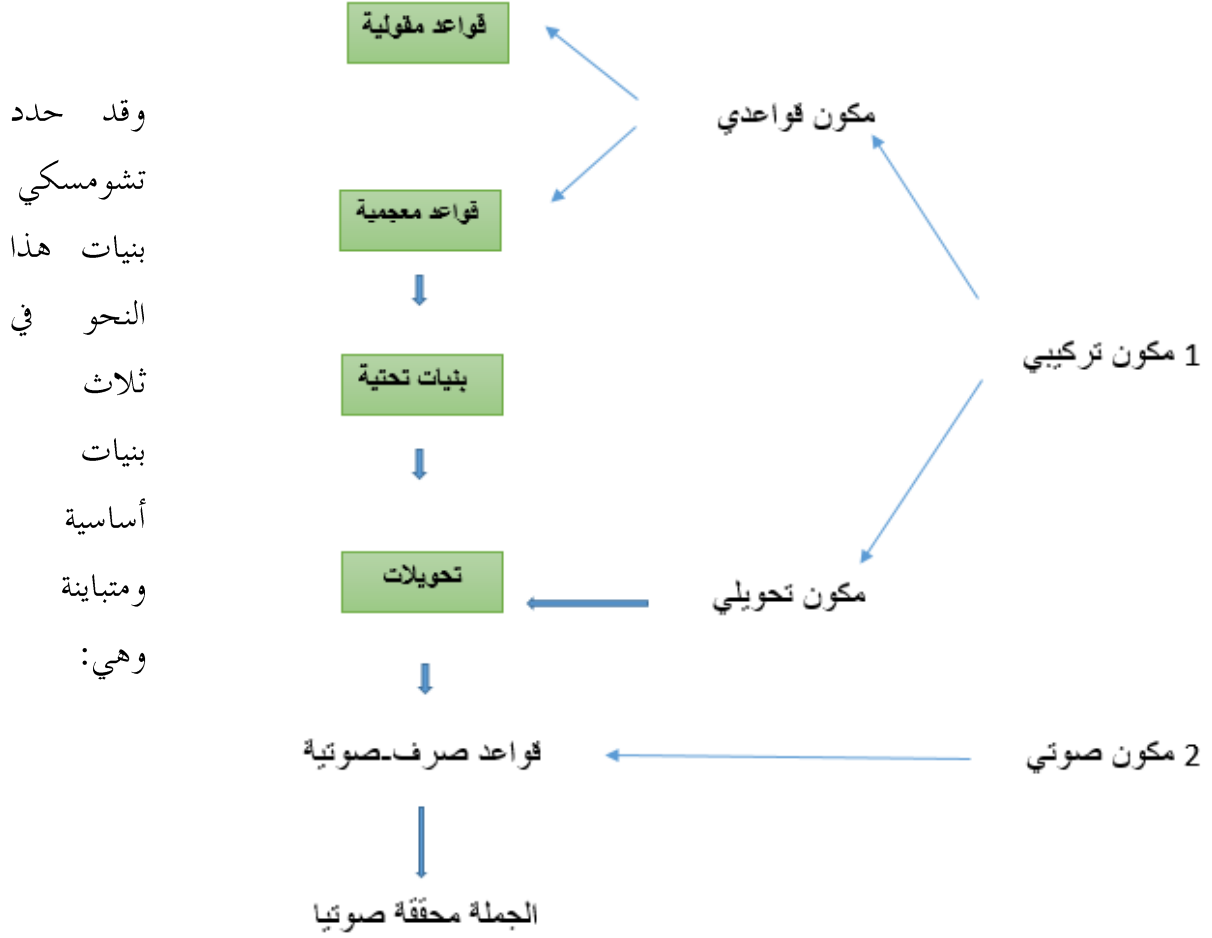 قواعد مقولية
مكون قواعدي
قواعد معجمية
1 مكون تركيبي
بنيات تحتية
تحويلات
مكون تحويلي
2 مكون صوتي
قواعد صرف-صوتية
الجملة محققة صوتيا
وقد حدد
تشومسكي
بنيات هذا
النحو في
ثلاث
بنيات
أساسية
ومتباينة
وهي: